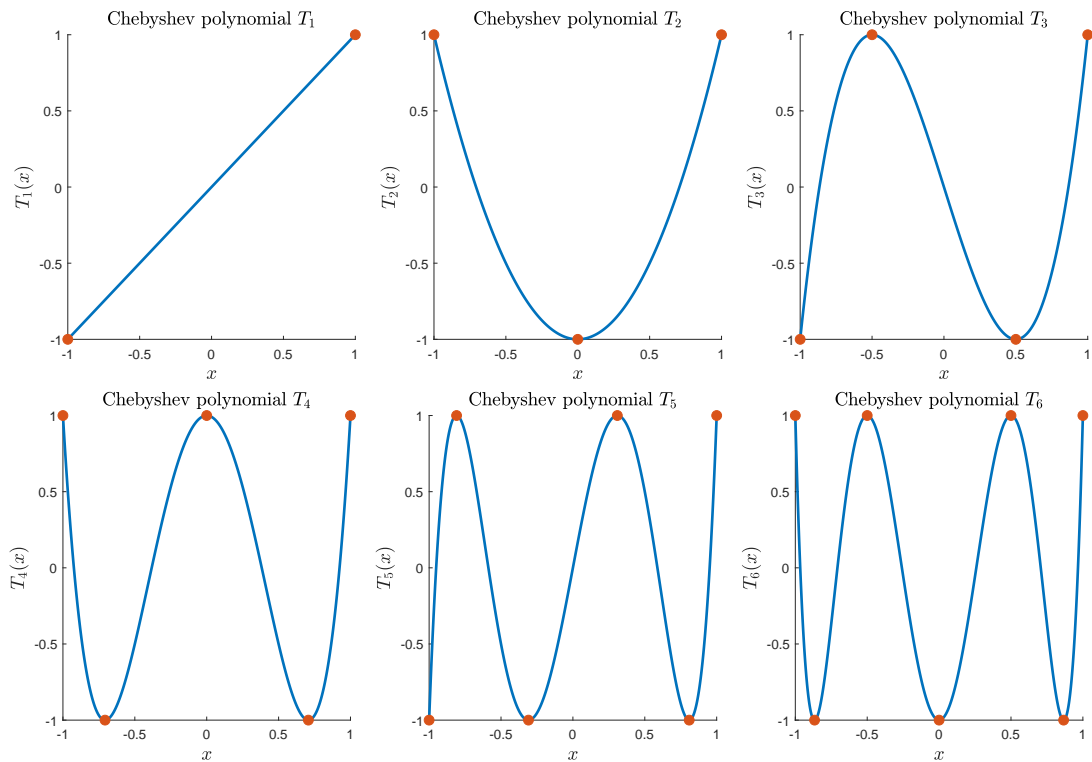 Chebyshev polynomial T₁
1
0.5
0
-0.5
-1
-1 -0.5 0 0.5 1
T₁(x)
x
Chebyshev polynomial T₂
1
0.5
0
-0.5
-1
-1 -0.5 0 0.5 1
T₂(x)
x
Chebyshev polynomial T₃
1
0.5
0
-0.5
-1
-1 -0.5 0 0.5 1
T₃(x)
x
Chebyshev polynomial T₄
1
0.5
0
-0.5
-1
-1 -0.5 0 0.5 1
T₄(x)
x
Chebyshev polynomial T₅
1
0.5
0
-0.5
-1
-1 -0.5 0 0.5 1
T₅(x)
x
Chebyshev polynomial T₆
1
0.5
0
-0.5
-1
-1 -0.5 0 0.5 1
T₆(x)
x